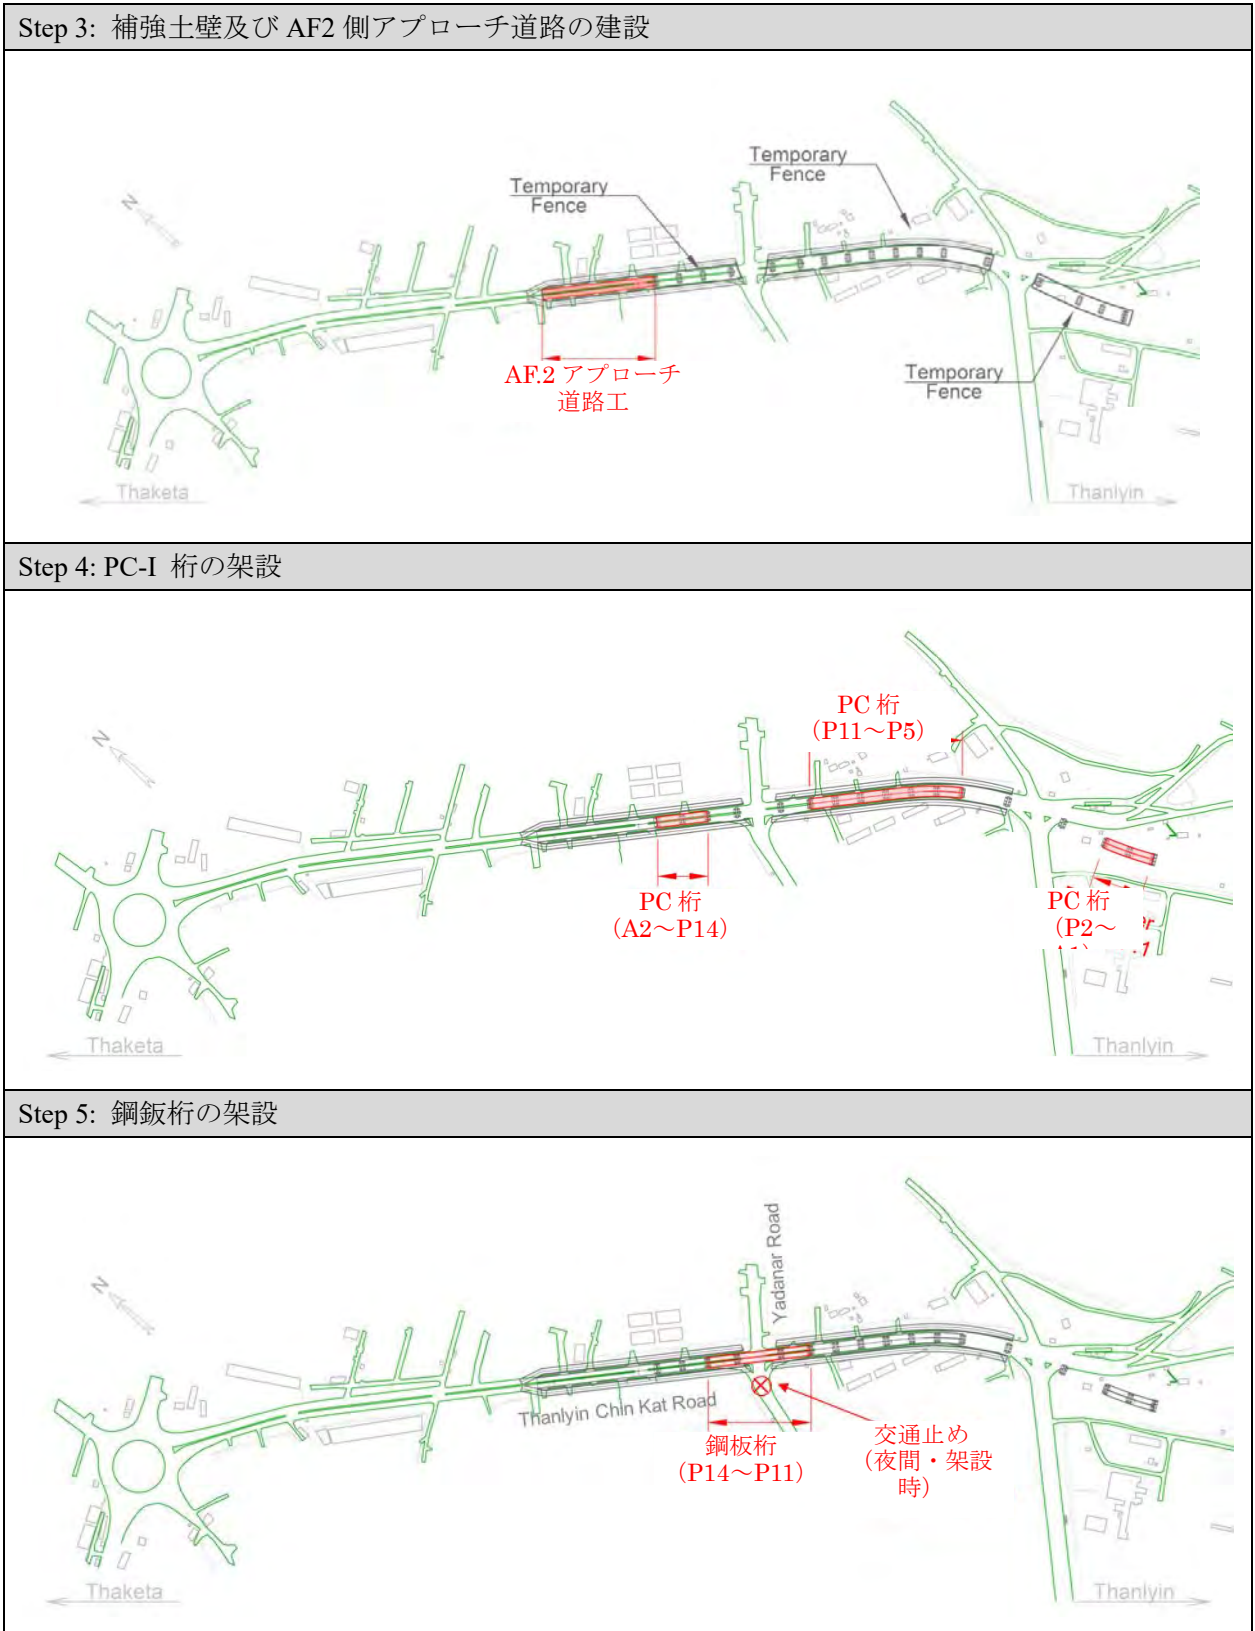 Step 3: 補強土壁及び AF2 側アプローチ道路の建設
Temporary
Fence
Temporary
Fence
N
AF.2 アプローチ
道路工
Temporary
Fence
Thaketa
Thanlyin
Step 4: PC-I 桁の架設
PC 桁
（P11～P5）
N
PC 桁
（A2～P14）
PC 桁
（P2～
er
-1
Thaketa
Thanlyin
Step 5: 鋼鈑桁の架設
Yadanar Road
N
Thanlyin Chin Kat Road
鋼板桁
（P14～P11）
交通止め
（夜間・架設
時）
Thaketa
Thanlyin